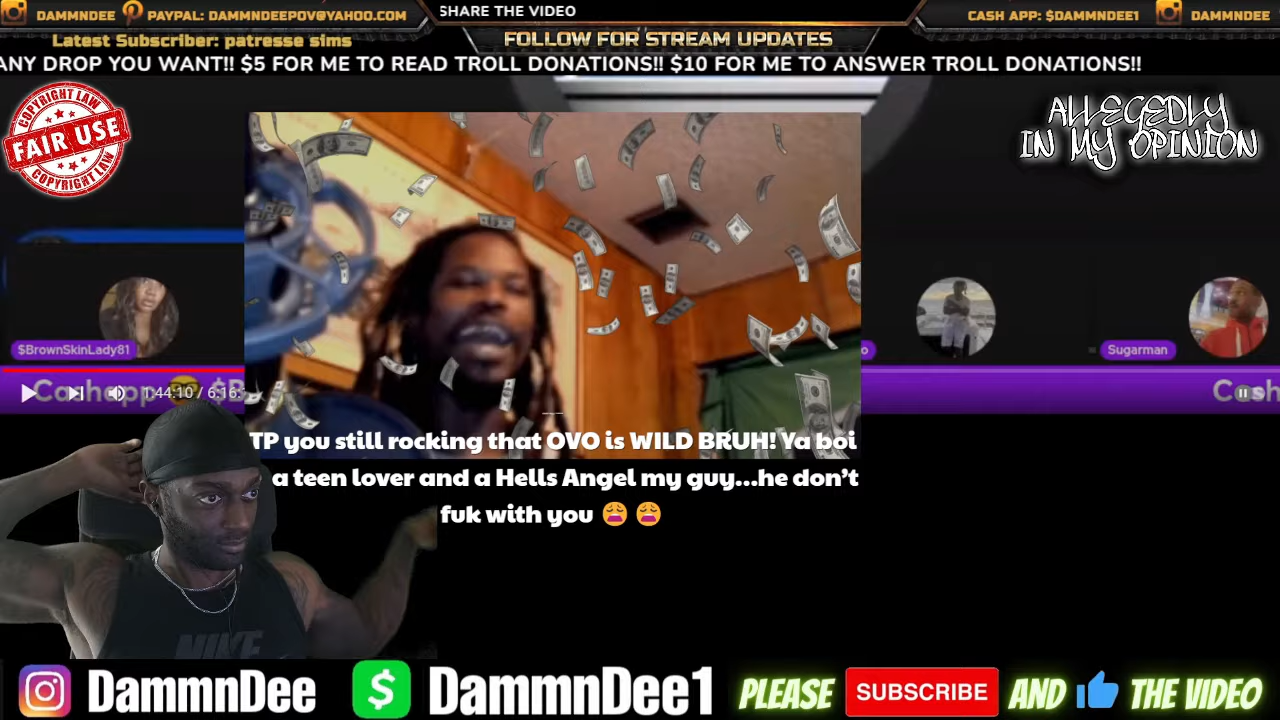 DAMMNDEE
PAYPAL: DAMMNDEEPOV@YAHOO.COM
SHARE THE VIDEO
CASH APP: $DAMMNDEE1
DAMMNDEE
Latest Subscriber: patresse sims
FOLLOW FOR STREAM UPDATES
ANY DROP YOU WANT!! $5 FOR ME TO READ TROLL DONATIONS!! $10 FOR ME TO ANSWER TROLL DONATIONS!!
COPYRIGHT LAW
FAIR USE
COPYRIGHT LAW
ALLEGEDLY
IN MY OPINION
$BrownSkinLady81
Sugarman
1:44:10 / 6:16:
Cashapp 🤓 $B
TP you still rocking that OVO is WILD BRUH! Ya boi
a teen lover and a Hells Angel my guy...he don't
fuk with you 😩 😩
NIKE
DammnDee
DammnDee1
PLEASE
SUBSCRIBE
AND
THE VIDEO